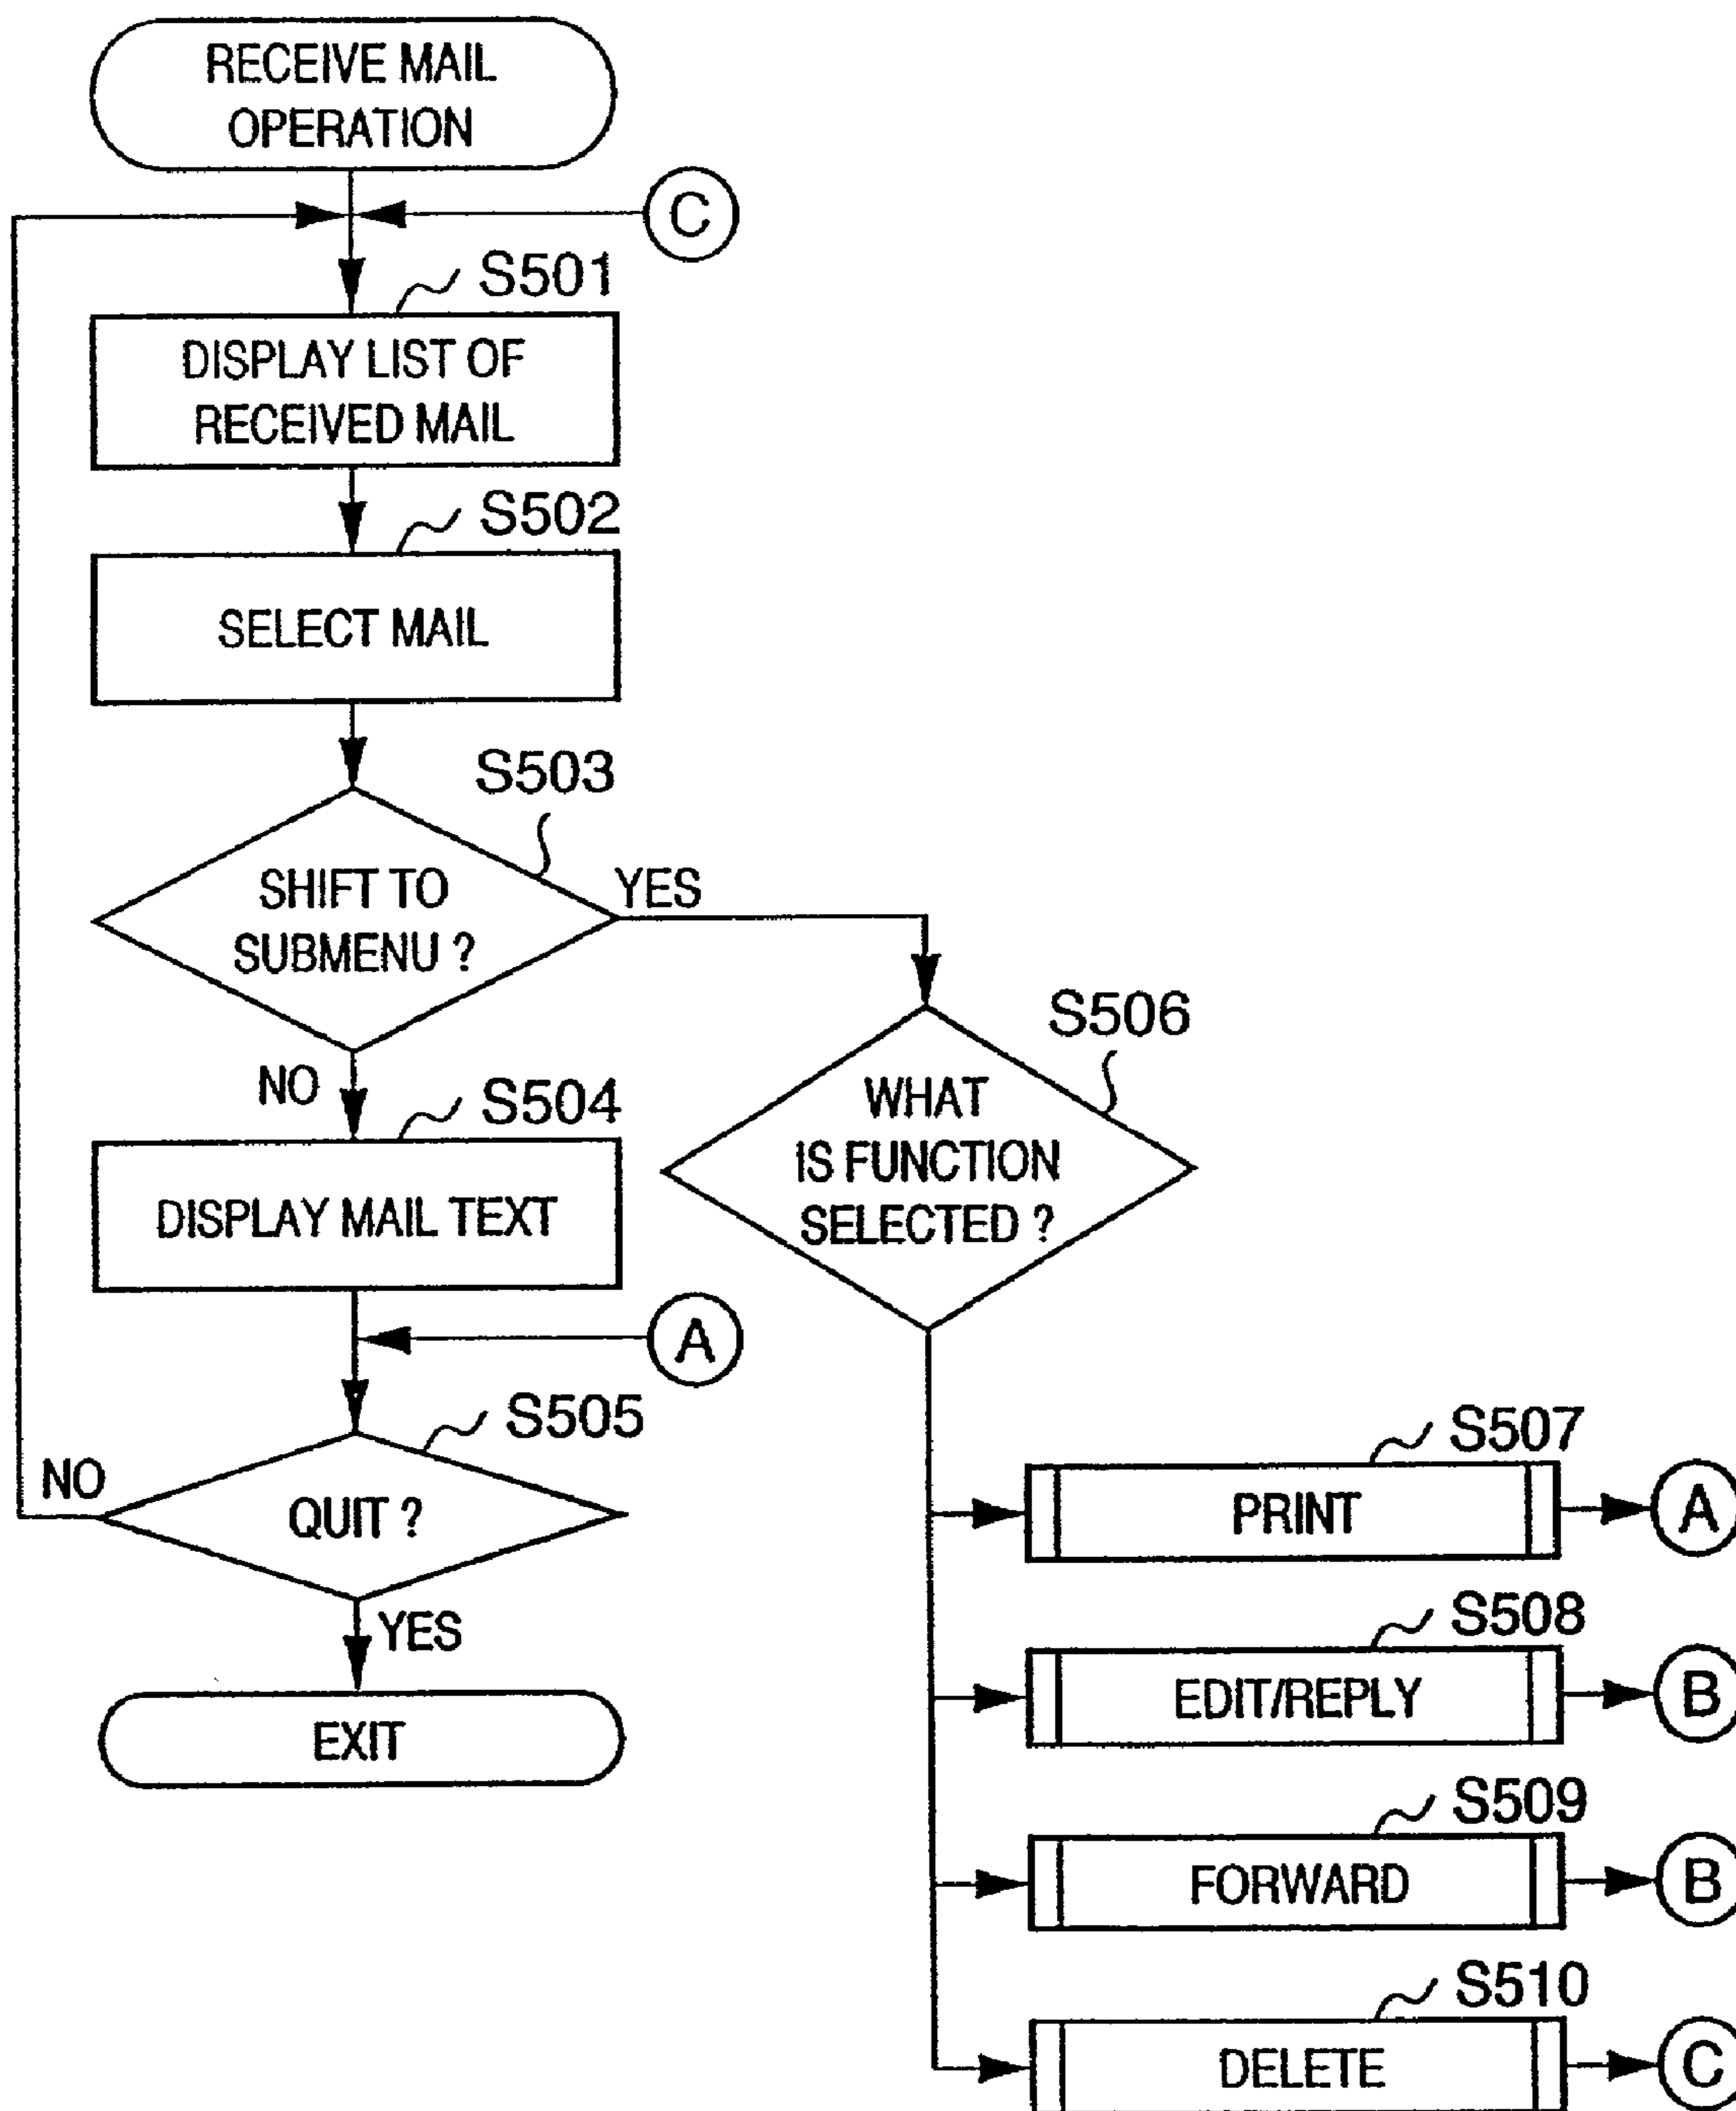 RECEIVE MAIL
OPERATION
C
S501
DISPLAY LIST OF
RECEIVED MAIL
S502
SELECT MAIL
S503
SHIFT TO
SUBMENU ?
YES
NO
S504
DISPLAY MAIL TEXT
A
S505
QUIT ?
NO
YES
EXIT
S506
WHAT
IS FUNCTION
SELECTED ?
S507
PRINT
A
S508
EDIT/REPLY
B
S509
FORWARD
B
S510
DELETE
C